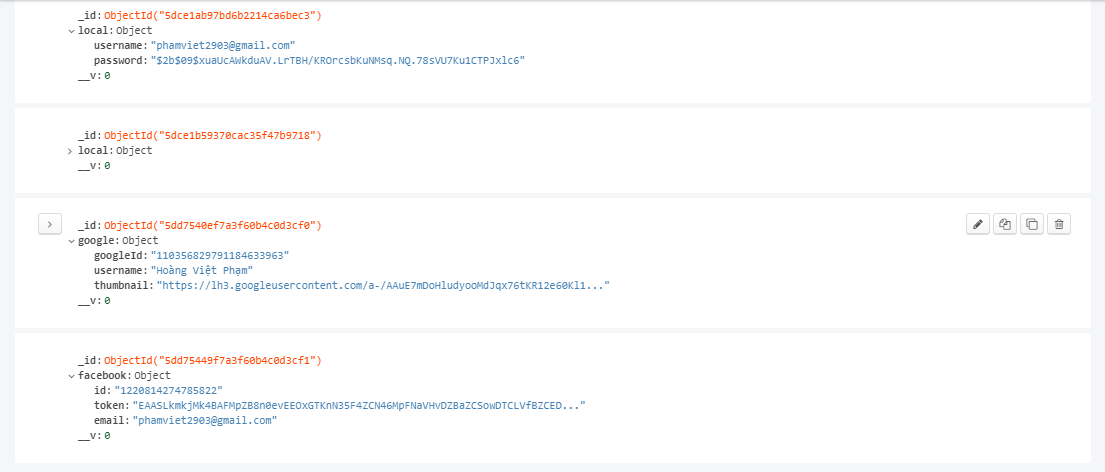 _id: ObjectId("5dce1ab97bd6b2214ca6bec3")
local: Object
username: "phamviet2903@gmail.com"
password: "$2b$09$xuaUcAWkduAV.LrTBH/KROrcsbKuNMsq.NQ.78sVU7Ku1CTPJxlc6"
__v: 0
_id: ObjectId("5dce1b59370cac35f47b9718")
local: Object
__v: 0
_id: ObjectId("5dd7540ef7a3f60b4c0d3cf0")
google: Object
googleId: "110356829791184633963"
username: "Hoàng Việt Phạm"
thumbnail: "https://lh3.googleusercontent.com/a-/AAuE7mDoHludyooMdJqx76tKR12e60Kl1..."
__v: 0
_id: ObjectId("5dd75449f7a3f60b4c0d3cf1")
facebook: Object
id: "1220814274785822"
token: "EAASLkmkjMk4BAFMpZB8n0evEEOxGTKnN35F4ZCN46MpFNaVHvDZBaZCSowDTCLVfBZCED..."
email: "phamviet2903@gmail.com"
__v: 0